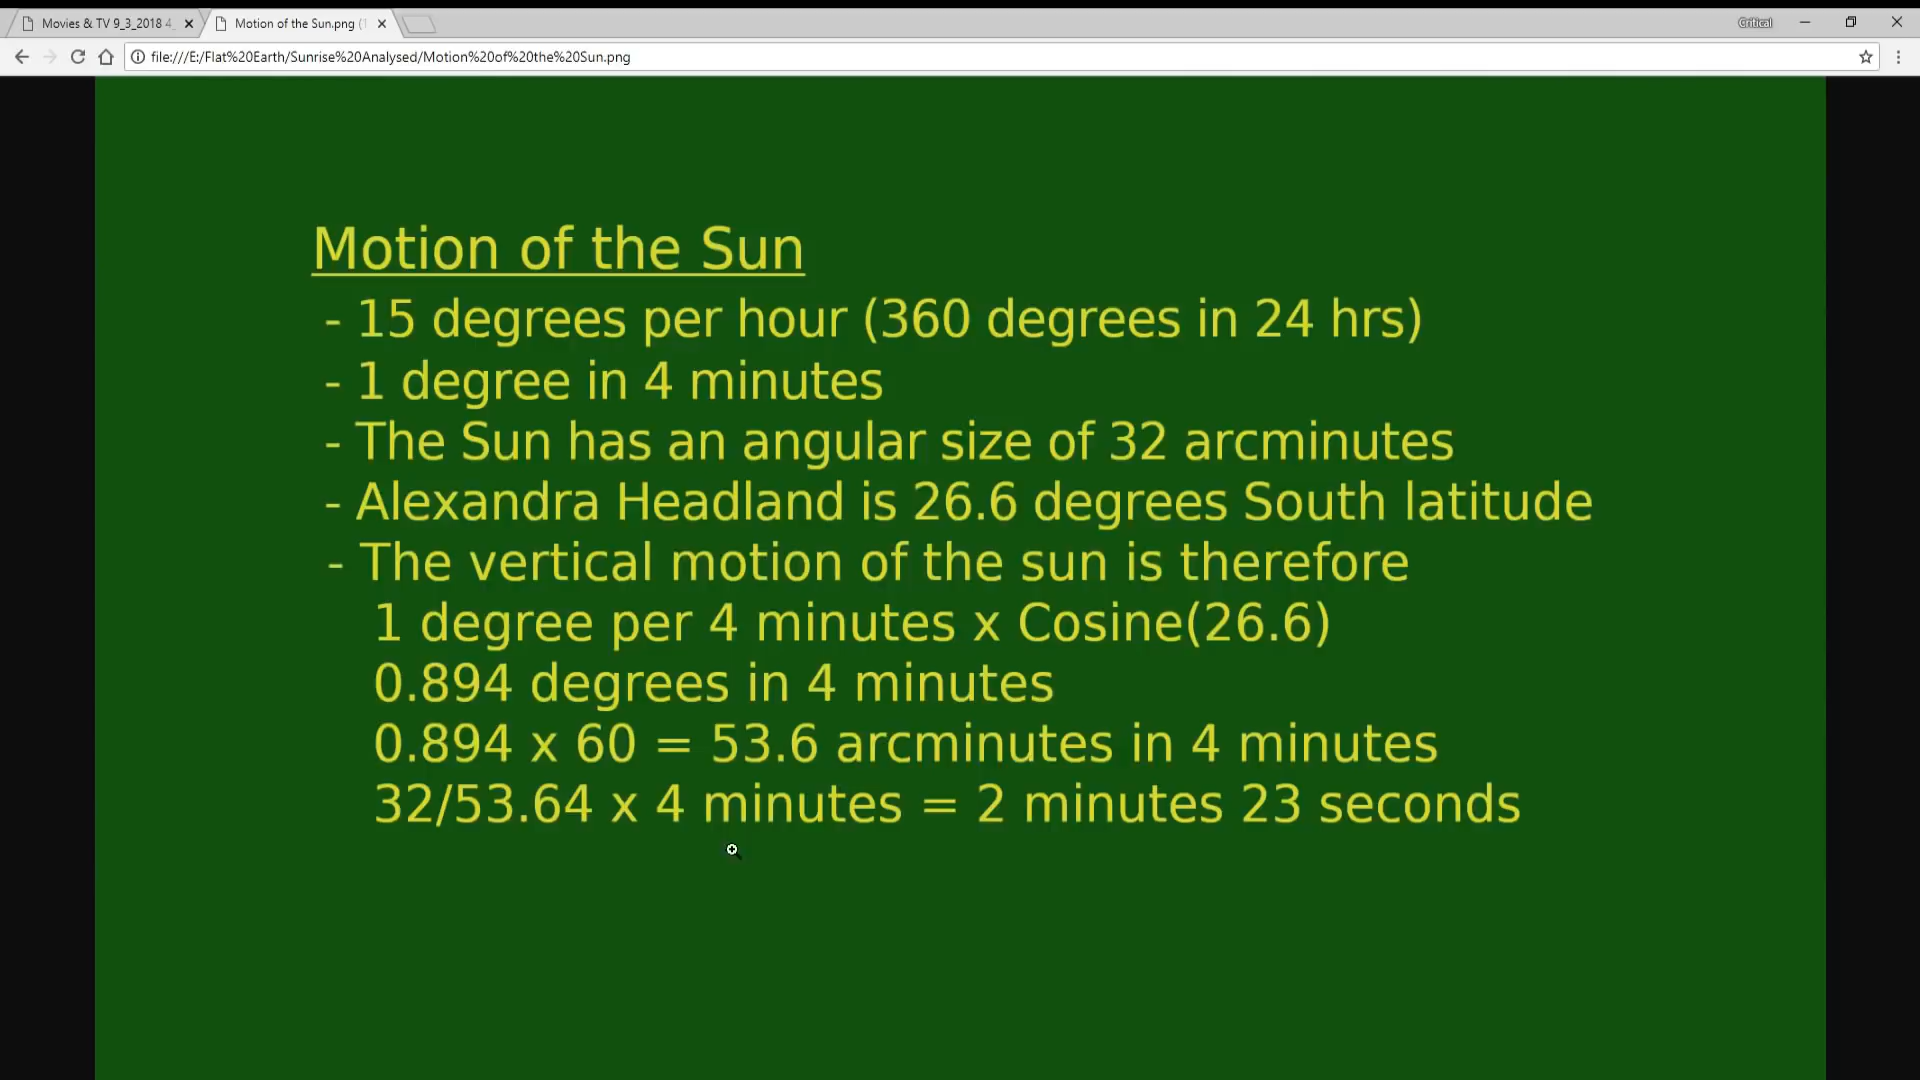 Movies & TV 9_3_2018 4
Motion of the Sun.png (1
Critical
file:///E:/Flat%20Earth/Sunrise%20Analysed/Motion%20of%20the%20Sun.png
Motion of the Sun
- 15 degrees per hour (360 degrees in 24 hrs)
- 1 degree in 4 minutes
- The Sun has an angular size of 32 arcminutes
- Alexandra Headland is 26.6 degrees South latitude
- The vertical motion of the sun is therefore
1 degree per 4 minutes x Cosine(26.6)
0.894 degrees in 4 minutes
0.894 x 60 = 53.6 arcminutes in 4 minutes
32/53.64 x 4 minutes = 2 minutes 23 seconds